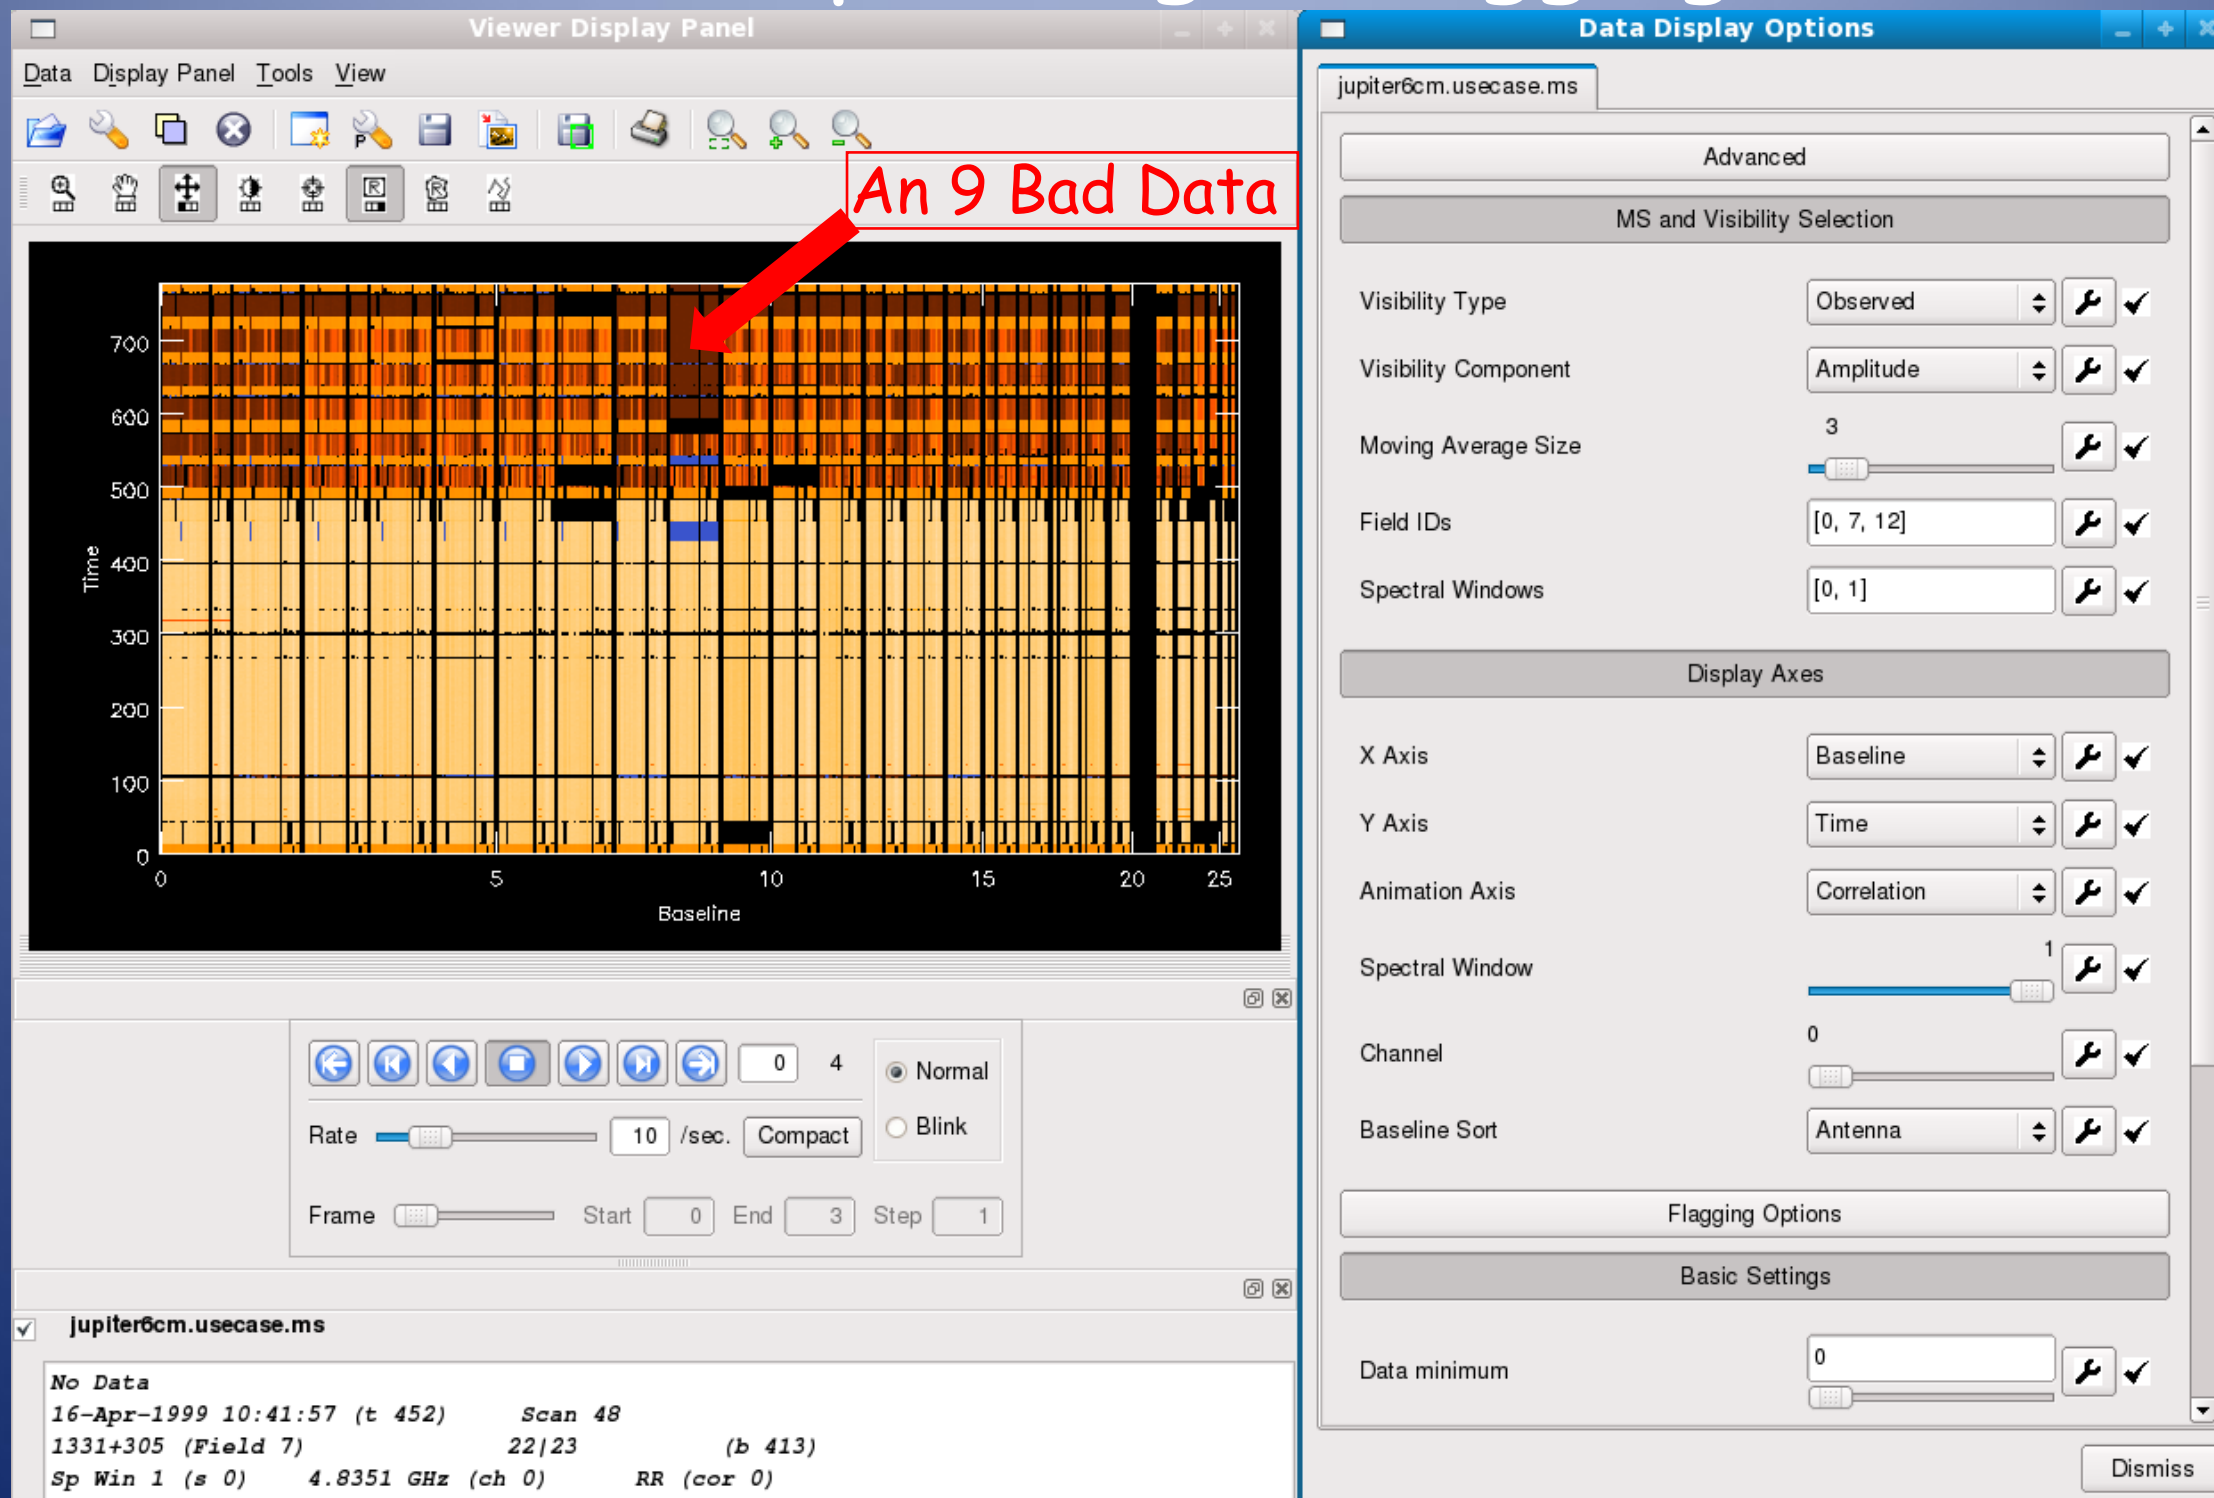 Viewer Display Panel
Data Display Panel Tools View
An 9 Bad Data
700
600
500
400
300
200
100
0
Time
0 5 10 15 20 25
Baseline
0 4
Normal
Rate 10 /sec. Compact
Blink
Frame Start 0 End 3 Step 1
jupiter6cm.usecase.ms
No Data
16-Apr-1999 10:41:57 (t 452) Scan 48
1331+305 (Field 7) 22|23 (b 413)
Sp Win 1 (s 0) 4.8351 GHz (ch 0) RR (cor 0)
Data Display Options
jupiter6cm.usecase.ms
Advanced
MS and Visibility Selection
Visibility Type Observed
Visibility Component Amplitude
3
Moving Average Size
Field IDs [0, 7, 12]
Spectral Windows [0, 1]
Display Axes
X Axis Baseline
Y Axis Time
Animation Axis Correlation
1
Spectral Window
0
Channel
Baseline Sort Antenna
Flagging Options
Basic Settings
Data minimum 0
Dismiss